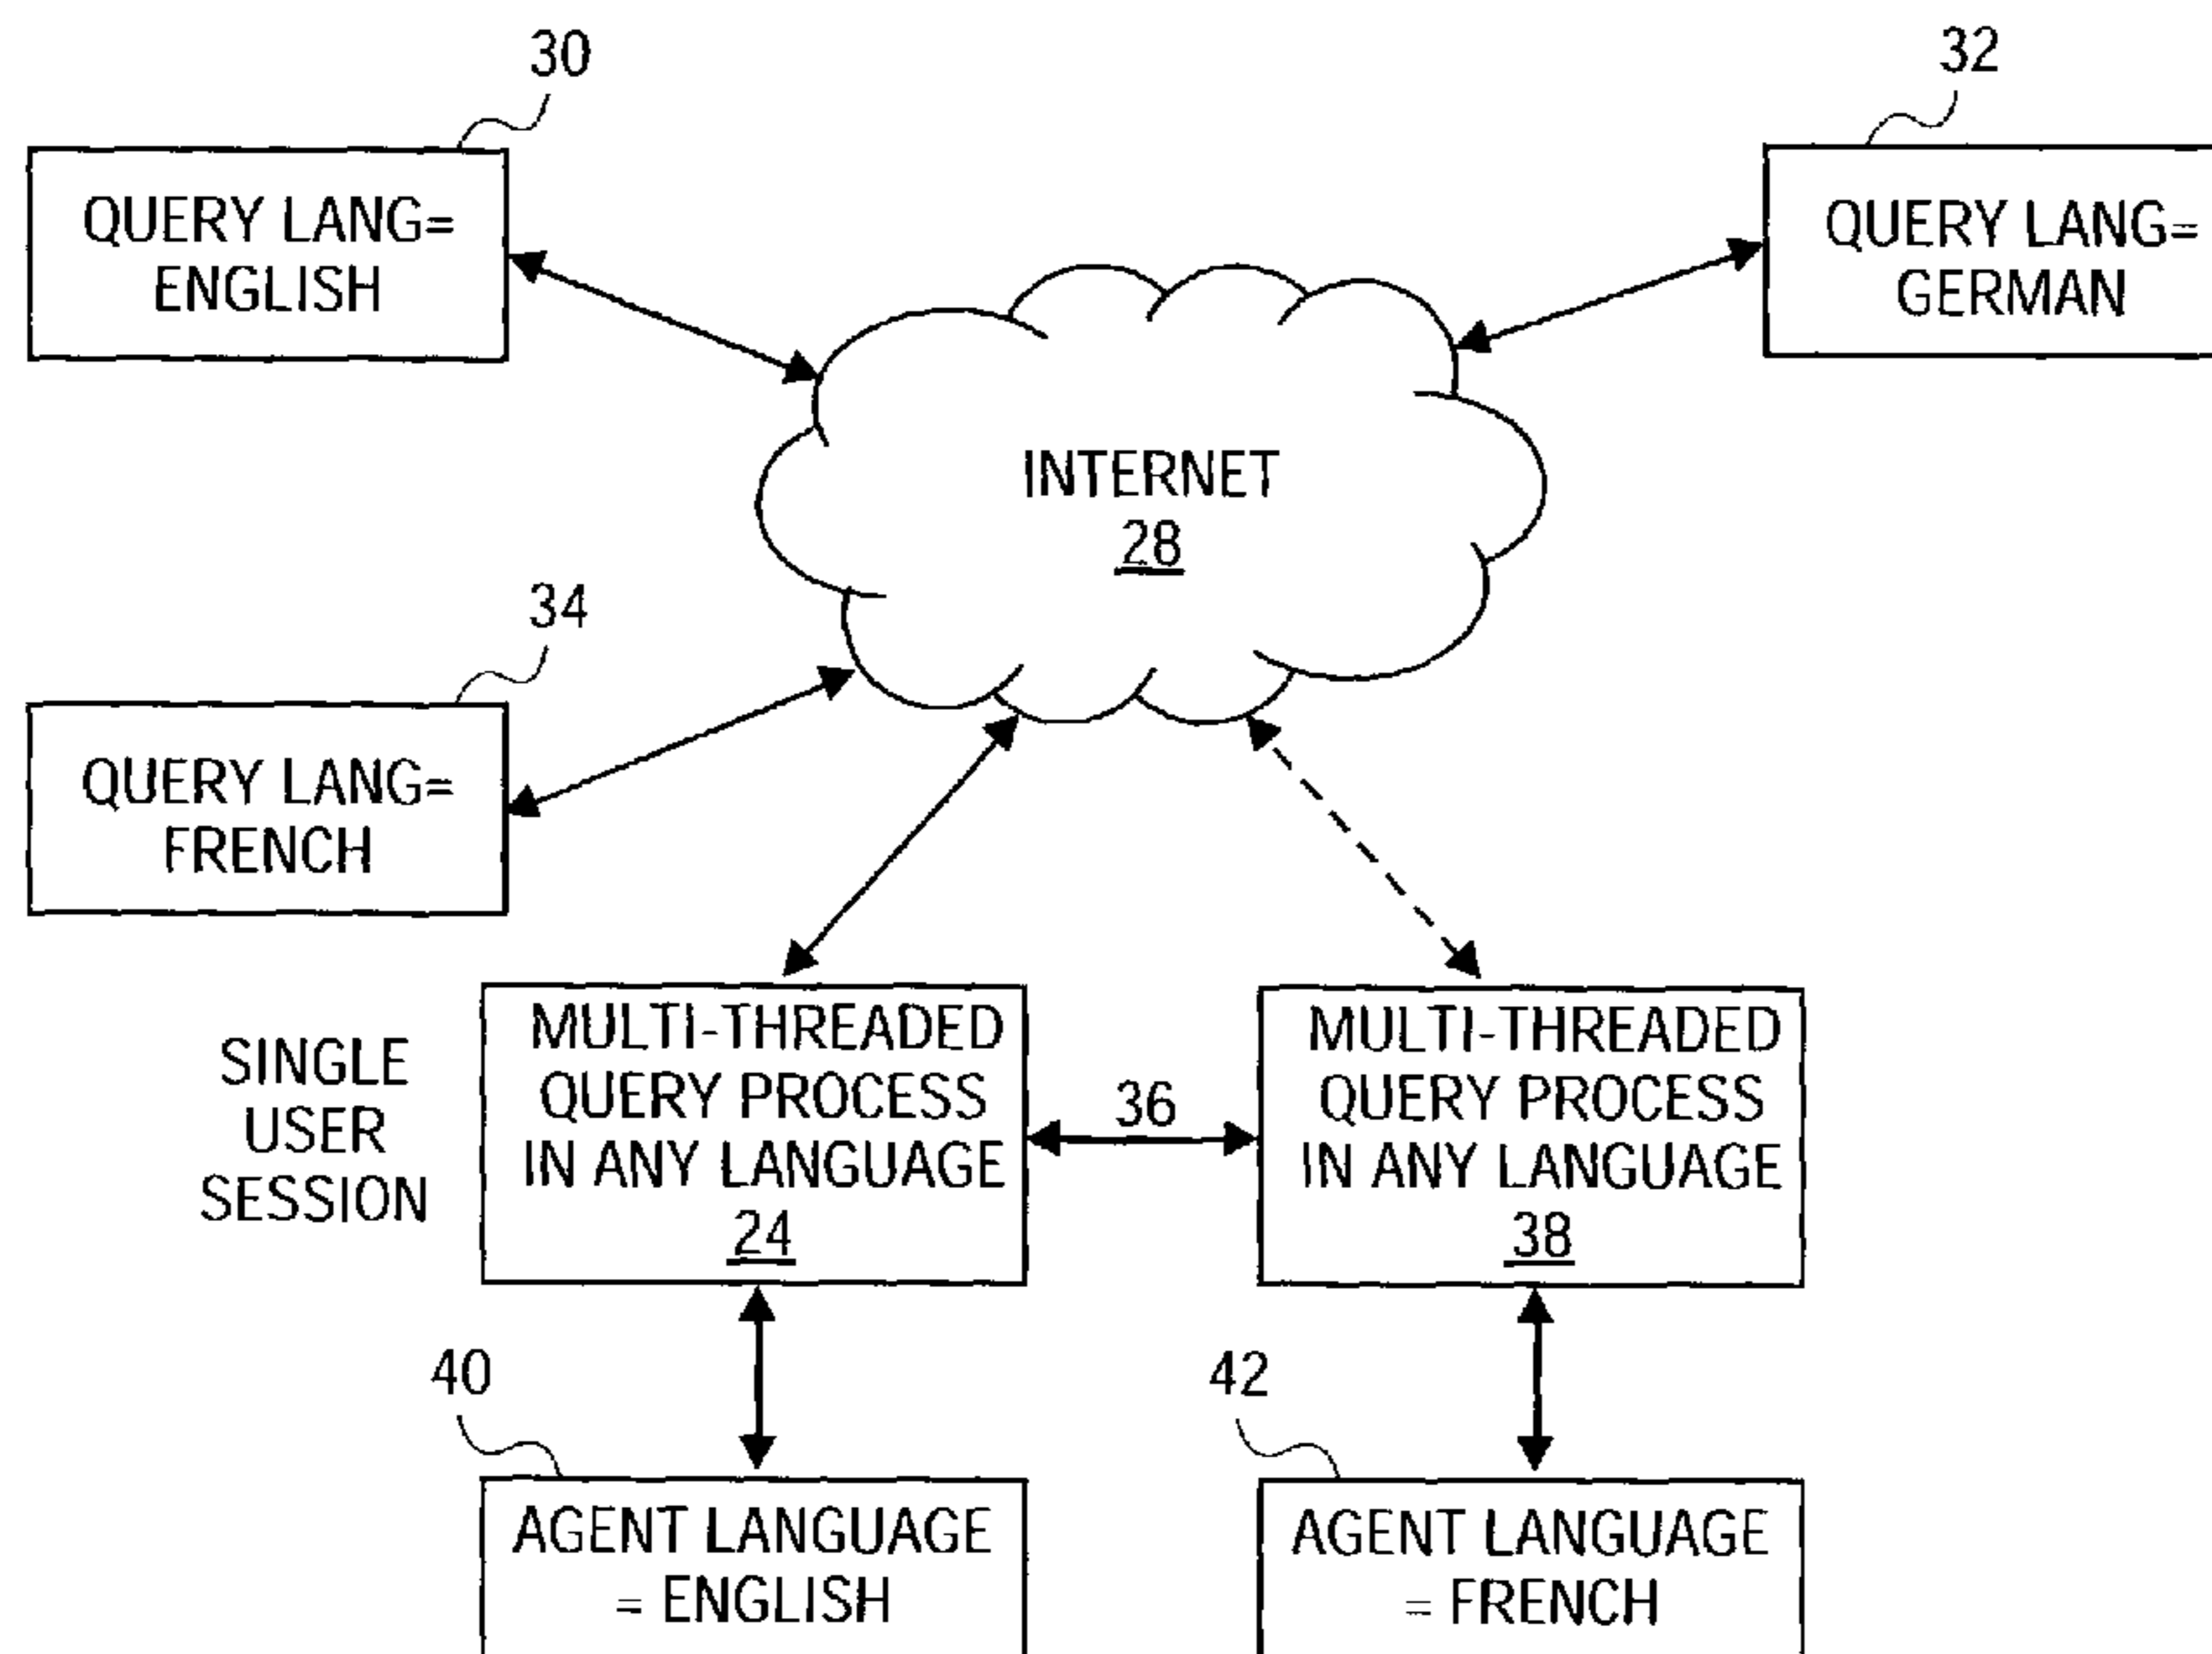 30
32
QUERY LANG=
ENGLISH
QUERY LANG=
GERMAN
INTERNET
28
34
QUERY LANG=
FRENCH
SINGLE
USER
SESSION
MULTI-THREADED
QUERY PROCESS
IN ANY LANGUAGE
24
36
MULTI-THREADED
QUERY PROCESS
IN ANY LANGUAGE
38
40
42
AGENT LANGUAGE
= ENGLISH
AGENT LANGUAGE
= FRENCH